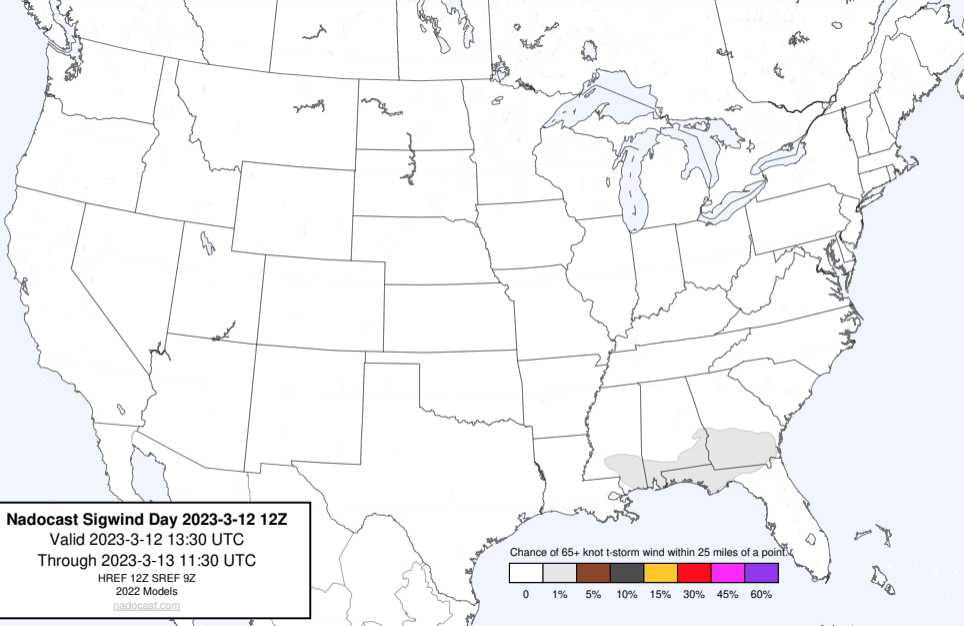 Nadocast Sigwind Day 2023-3-12 12Z
Valid 2023-3-12 13:30 UTC
Through 2023-3-13 11:30 UTC
HREF 12Z SREF 9Z
2022 Models
nadocast.com
Chance of 65+ knot t-storm wind within 25 miles of a point.
0 1% 5% 10% 15% 30% 45% 60%